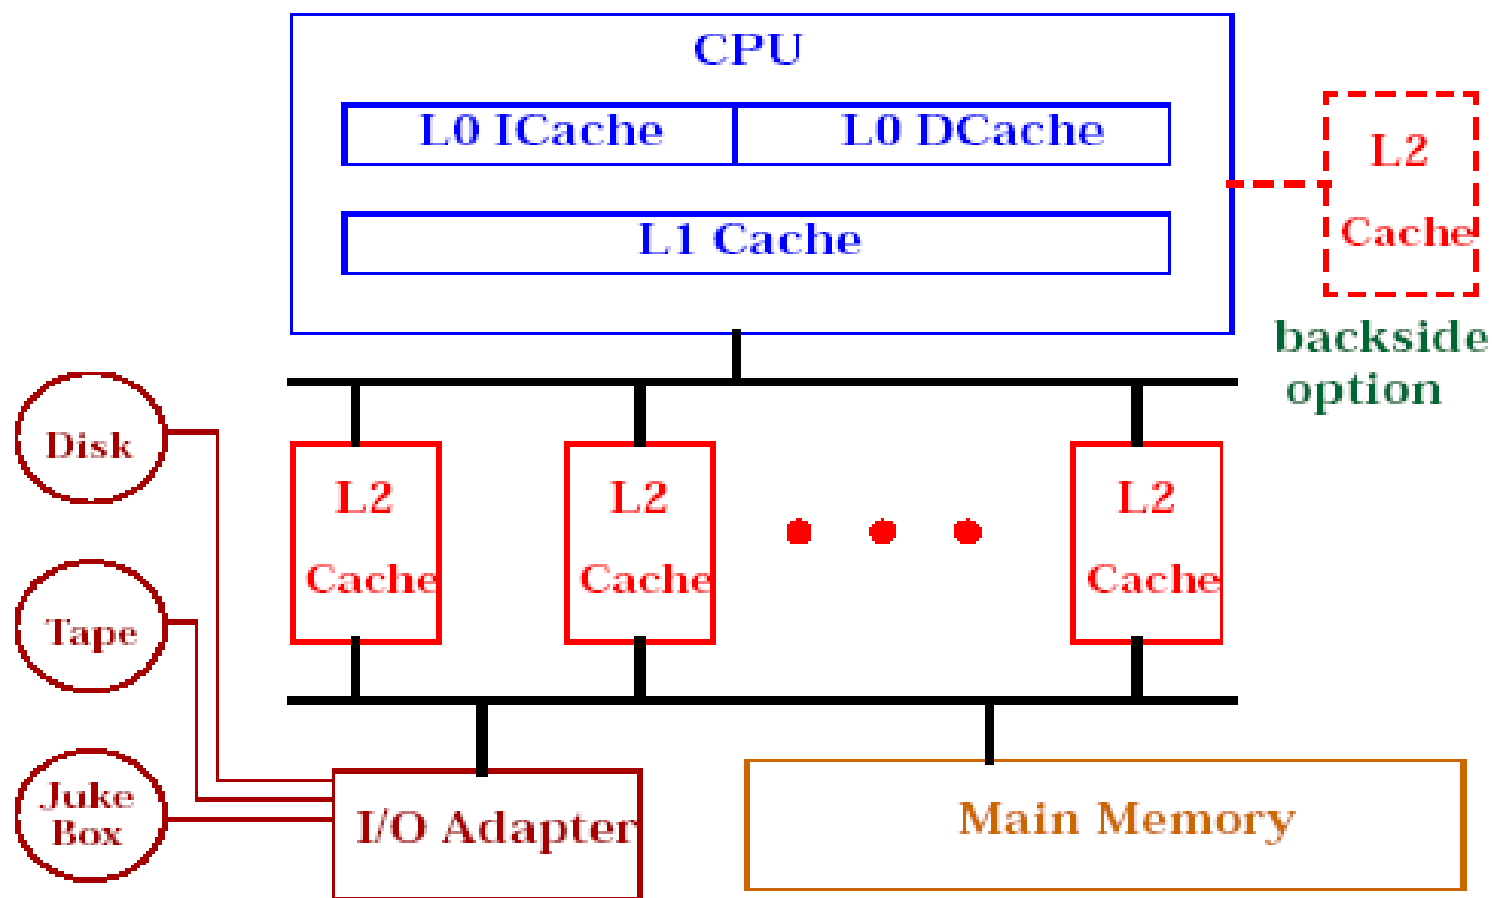 CPU
L0 ICache
L0 DCache
L1 Cache
L2
Cache
backside
option
Disk
L2
Cache
L2
Cache
L2
Cache
Tape
Juke
Box
I/O Adapter
Main Memory